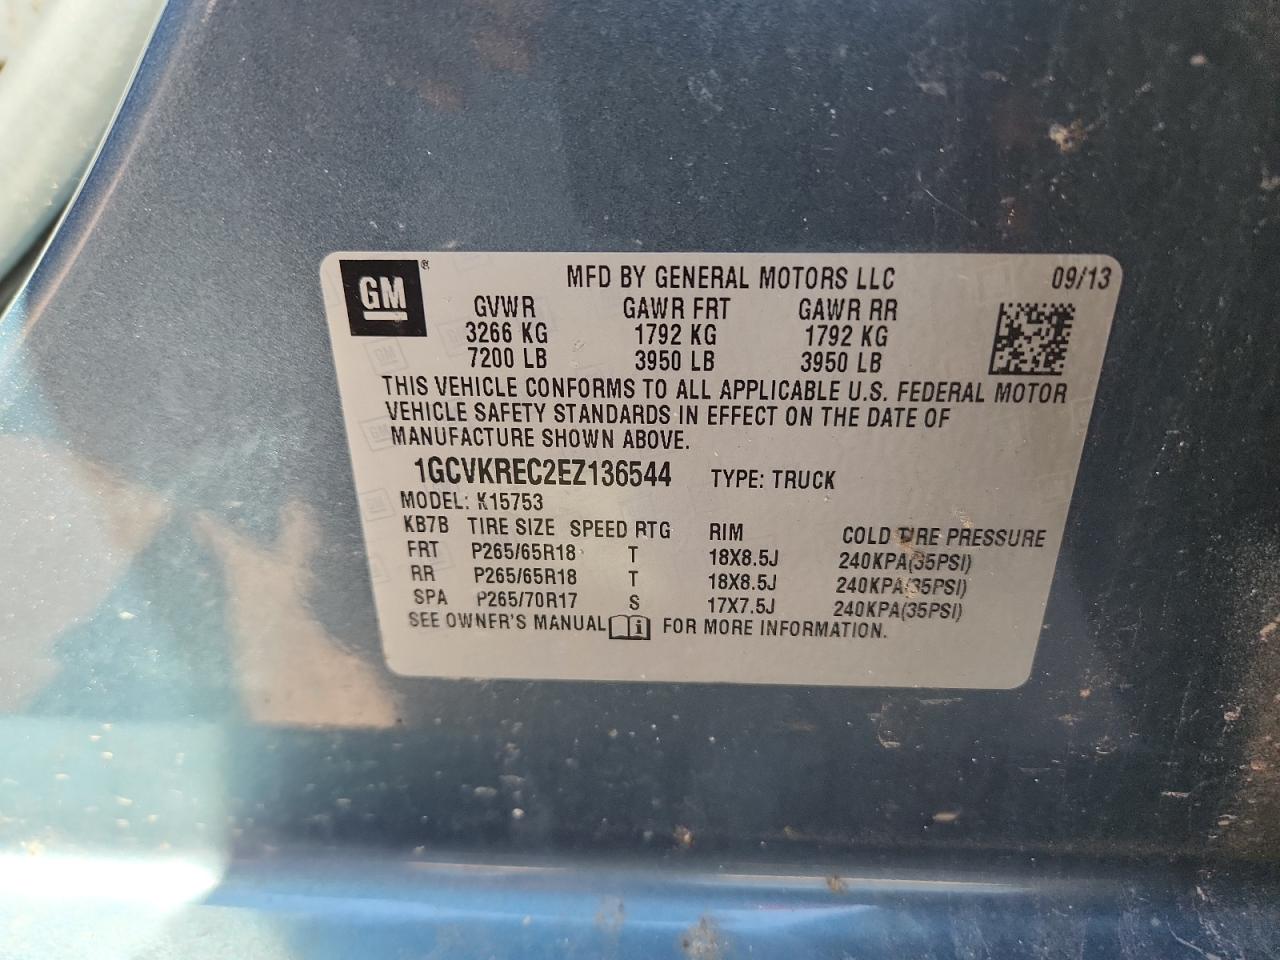 GM® MFD BY GENERAL MOTORS LLC 09/13
GVWR GAWR FRT GAWR RR
3266 KG 1792 KG 1792 KG
7200 LB 3950 LB 3950 LB
THIS VEHICLE CONFORMS TO ALL APPLICABLE U.S. FEDERAL MOTOR
VEHICLE SAFETY STANDARDS IN EFFECT ON THE DATE OF
MANUFACTURE SHOWN ABOVE.
1GCVKREC2EZ136544 TYPE: TRUCK
MODEL: K15753
KB7B TIRE SIZE SPEED RTG RIM COLD TIRE PRESSURE
FRT P265/65R18 T 18X8.5J 240KPA(35PSI)
RR P265/65R18 T 18X8.5J 240KPA(35PSI)
SPA P265/70R17 S 17X7.5J 240KPA(35PSI)
SEE OWNER'S MANUAL i FOR MORE INFORMATION.